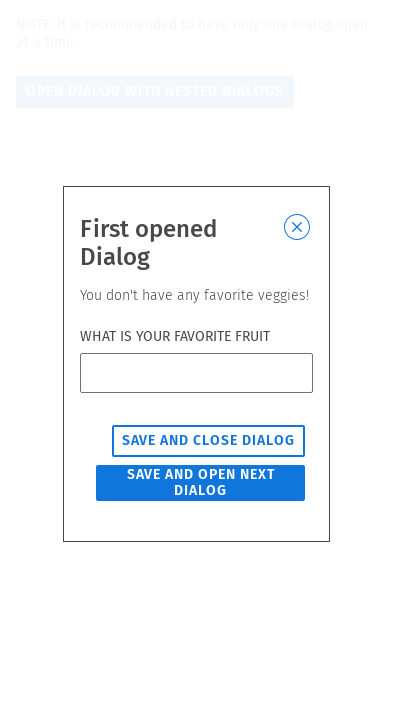 NOTE: It is recommended to have only one Dialog open
at a time.
OPEN DIALOG WITH NESTED DIALOGS
First opened
Dialog
You don't have any favorite veggies!
WHAT IS YOUR FAVORITE FRUIT
SAVE AND CLOSE DIALOG
SAVE AND OPEN NEXT
DIALOG